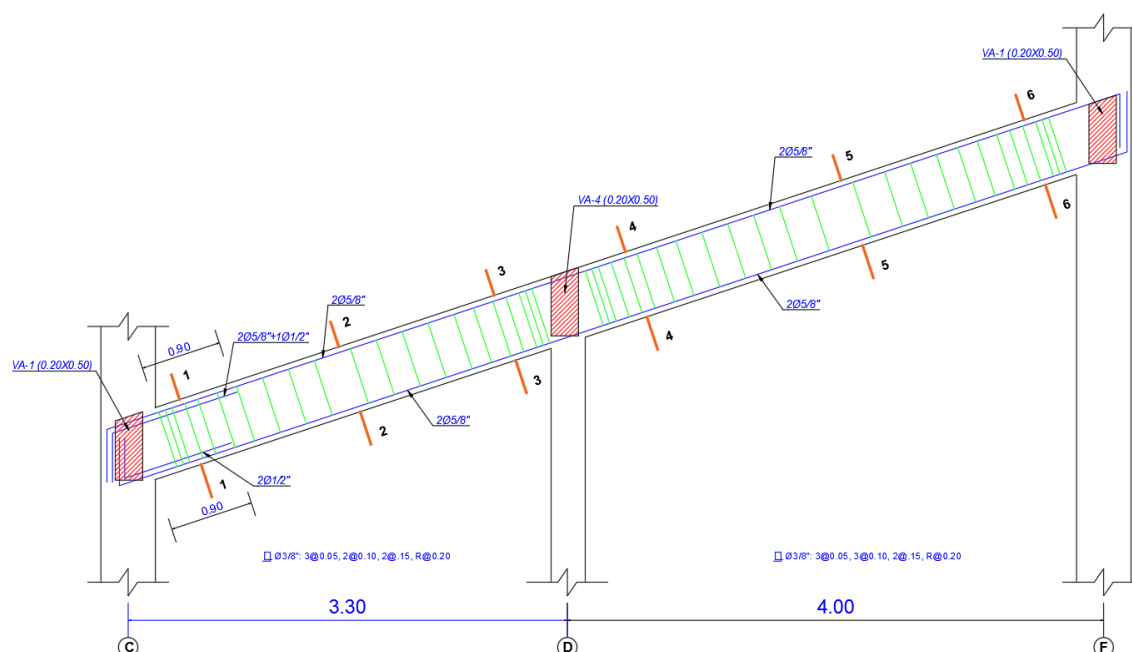 VA-1 (0.20X0.50)
6
5
2Ø5/8"
VA-4 (0.20X0.50)
4
6
3
5
2Ø5/8"
2Ø5/8"
2
2Ø5/8"+1Ø1/2"
4
0.90
VA-1 (0.20X0.50)
1
3
2Ø5/8"
2
2Ø1/2"
1
0.90
Ø3/8": 3@0.05, 2@0.10, 2@.15, R@0.20
Ø3/8": 3@0.05, 3@0.10, 2@.15, R@0.20
3.30
4.00
C
D
F